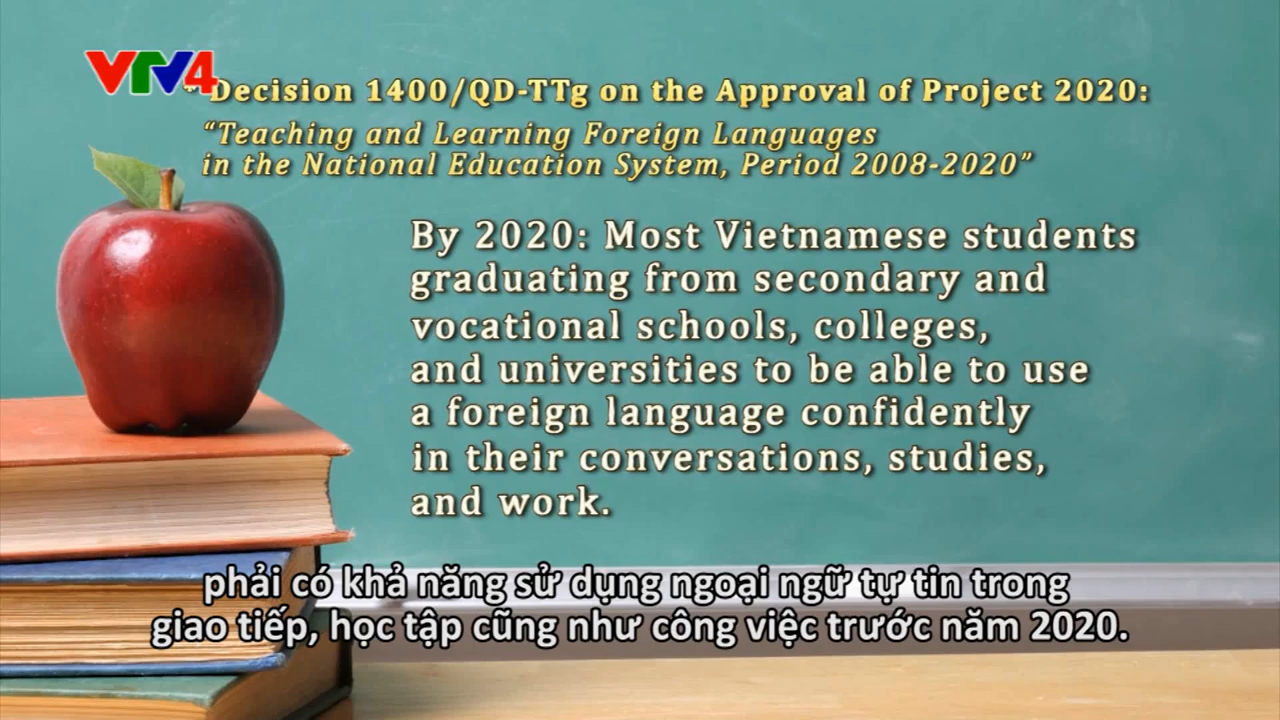 VTV4
* Decision 1400/QD-TTg on the Approval of Project 2020:
“Teaching and Learning Foreign Languages
in the National Education System, Period 2008-2020”
By 2020: Most Vietnamese students
graduating from secondary and
vocational schools, colleges,
and universities to be able to use
a foreign language confidently
in their conversations, studies,
and work.
phải có khả năng sử dụng ngoại ngữ tự tin trong
giao tiếp, học tập cũng như công việc trước năm 2020.